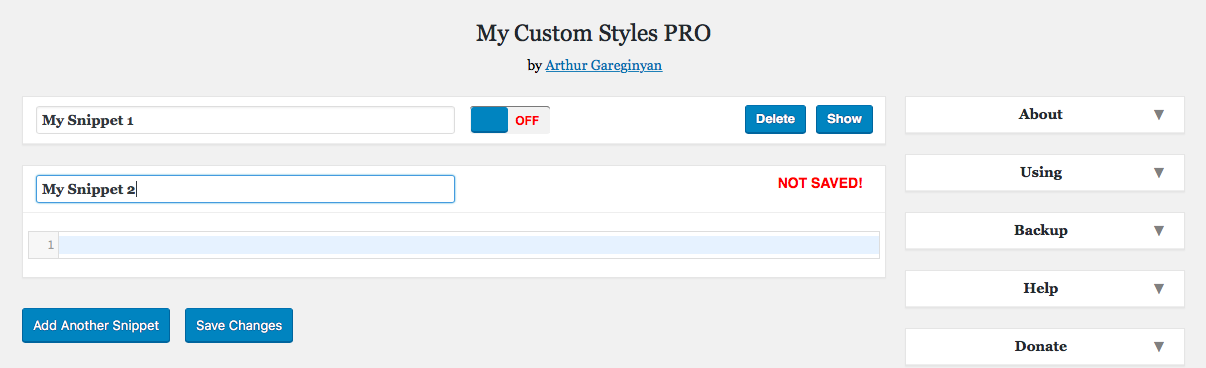 My Custom Styles PRO
by Arthur Gareginyan
My Snippet 1 OFF Delete Show
My Snippet 2 NOT SAVED!
1
Add Another Snippet Save Changes
About ▼
Using ▼
Backup ▼
Help ▼
Donate ▼